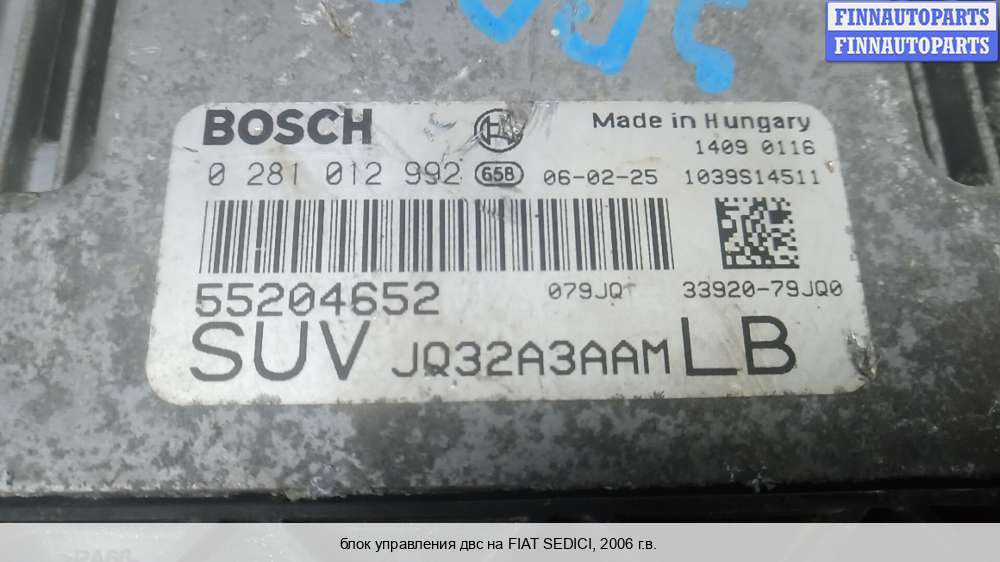 FINNAUTOPARTS
FINNAUTOPARTS
BOSCH
Made in Hungary
1409 0116
0 281 012 992 G58 06-02-25 1039S14511
55204652
079JQ 33920-79JQ0
SUV JQ32A3AAM LB
блок управления двс на FIAT SEDICI, 2006 г.в.